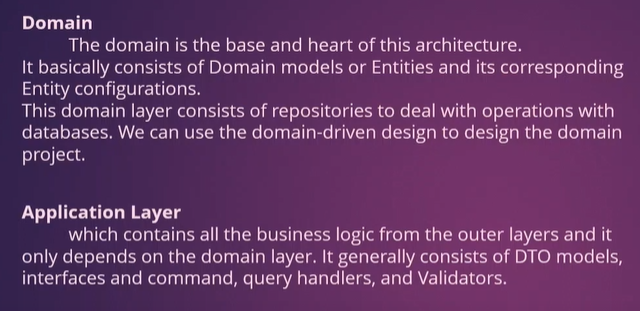 Domain
The domain is the base and heart of this architecture.
It basically consists of Domain models or Entities and its corresponding
Entity configurations.
This domain layer consists of repositories to deal with operations with
databases. We can use the domain-driven design to design the domain
project.
Application Layer
which contains all the business logic from the outer layers and it
only depends on the domain layer. It generally consists of DTO models,
interfaces and command, query handlers, and Validators.